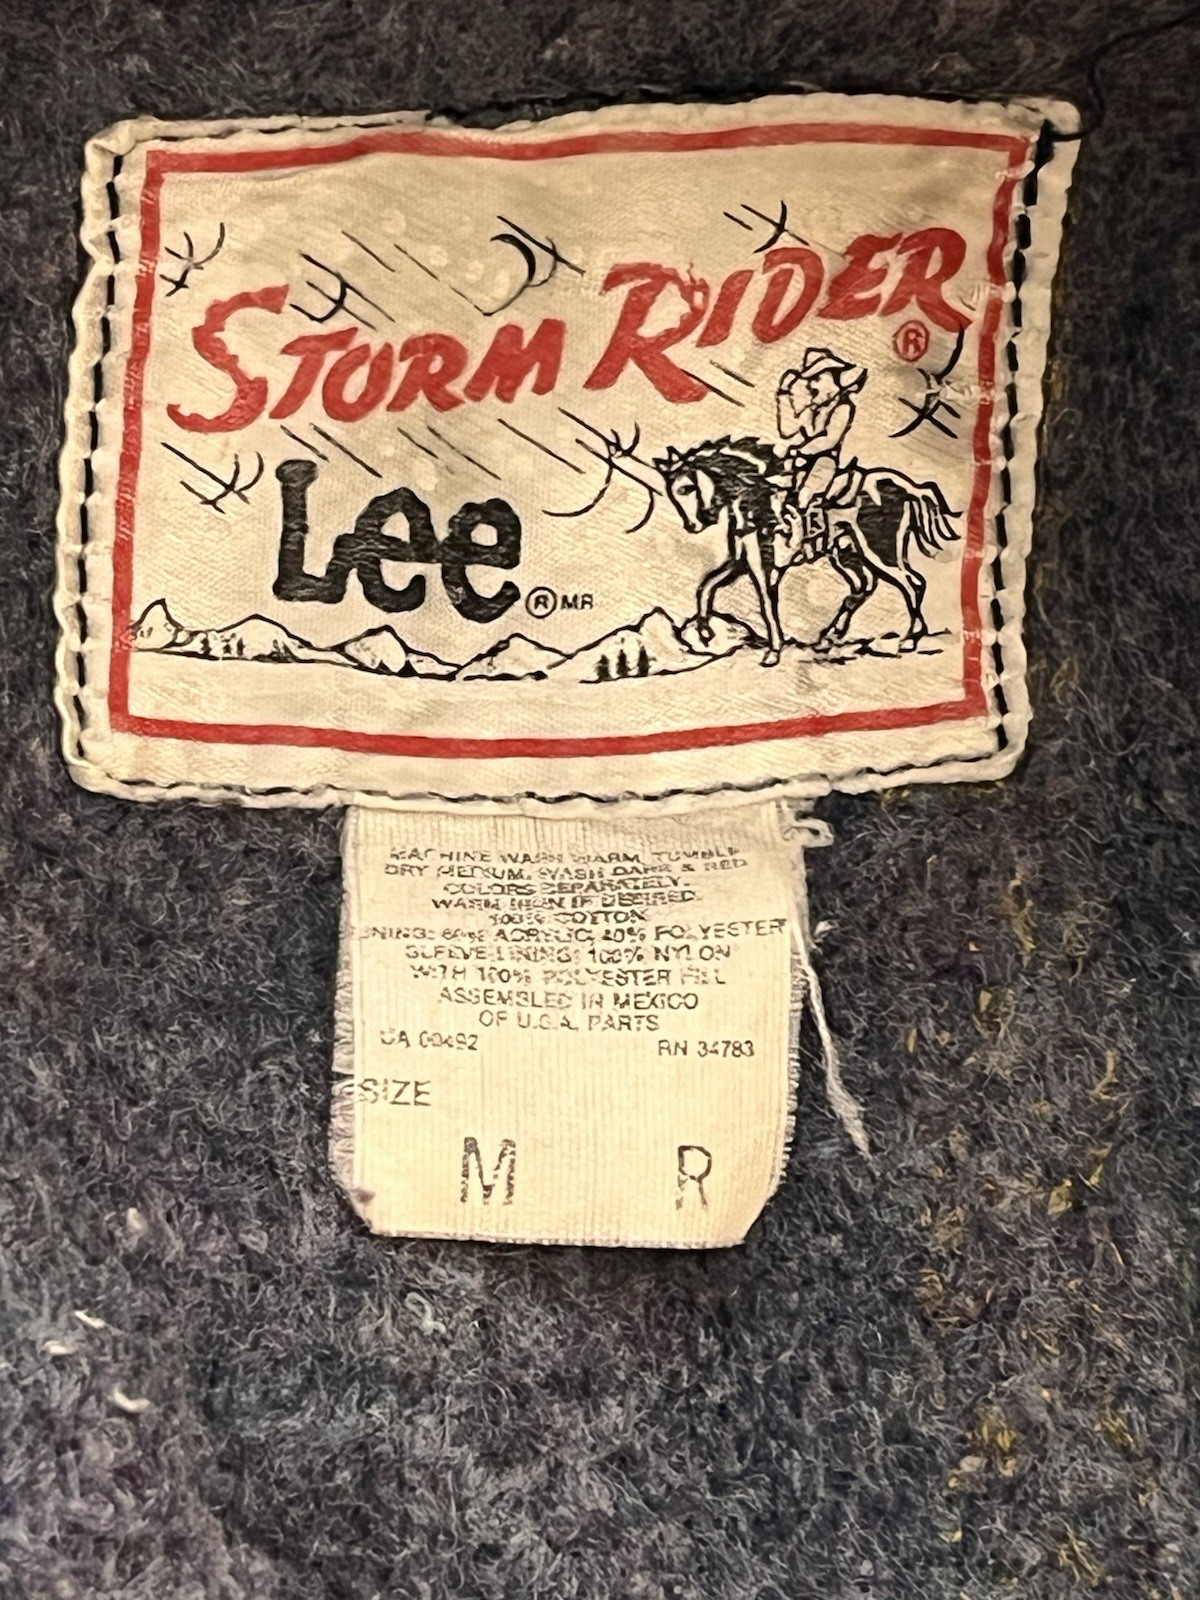 STORM RIDER ®
Lee ® MR
MACHINE WASH WARM, TUMBLE
DRY MEDIUM. WASH DARK & RED
COLORS SEPARATELY.
WARM IRON IF DESIRED.
100% COTTON
NING: 60% ACRYLIC, 40% POLYESTER
SLEEVE LINING: 100% NYLON
WITH 100% POLYESTER FILL
ASSEMBLED IN MEXICO
OF U.S.A. PARTS
CA 00492 RN 34783
SIZE
M R